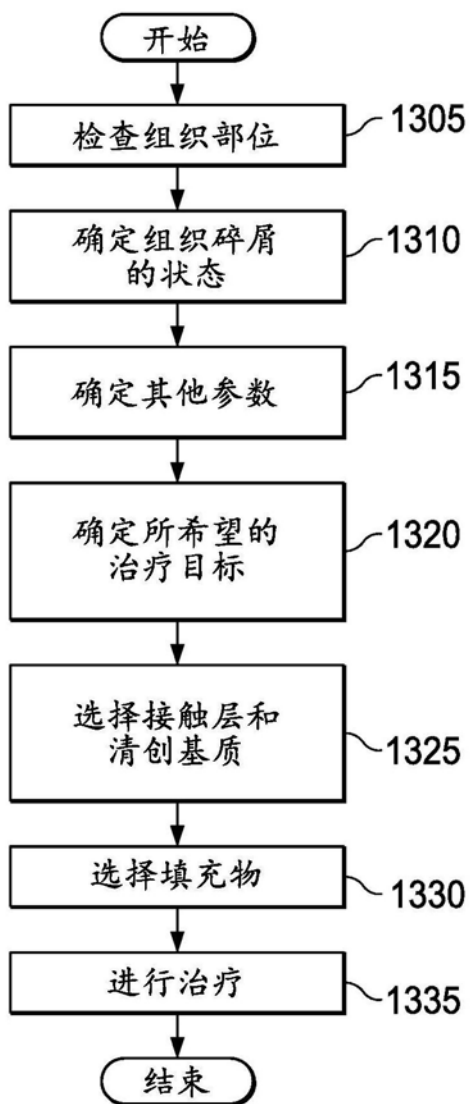 开始
检查组织部位
1305
确定组织碎屑
的状态
1310
确定其他参数
1315
确定所希望的
治疗目标
1320
选择接触层和
清创基质
1325
选择填充物
1330
进行治疗
1335
结束